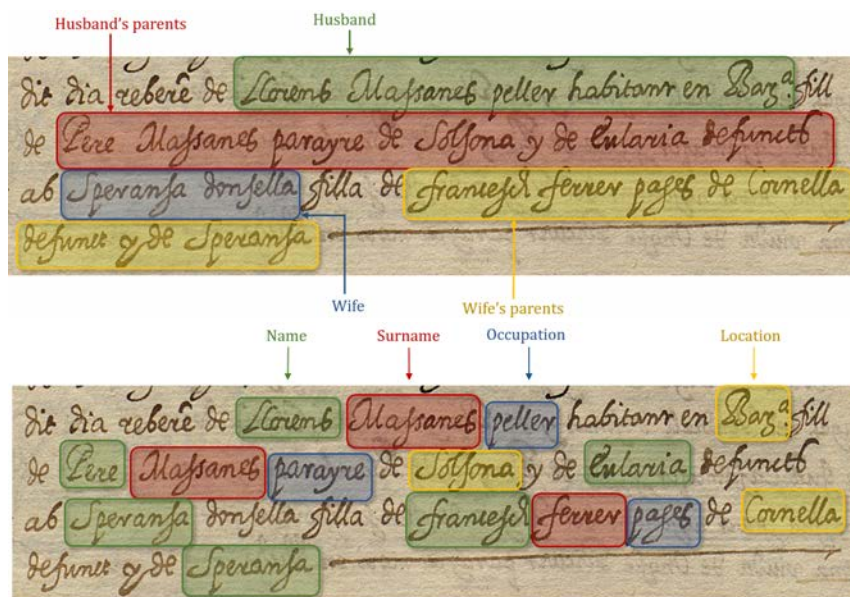 Husband's parents
Husband
dit dia reberê de Llorens Massanes peller habitant en Barᵃ. fill
de Pere Massanes parayre de Solsona y de Eularia defuncts
ab Speransa donsella filla de francesch ferrer pages de Cornella
defunct y de Speransa
Wife
Wife's parents
Name
Surname
Occupation
Location
dit dia reberê de Llorens Massanes peller habitant en Barᵃ. fill
de Pere Massanes parayre de Solsona y de Eularia defuncts
ab Speransa donsella filla de francesch ferrer pages de Cornella
defunct y de Speransa